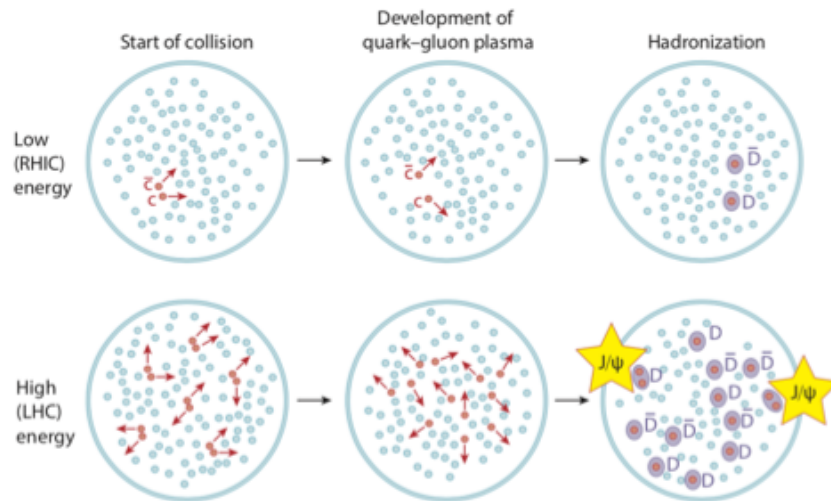 Start of collision
Development of
quark–gluon plasma
Hadronization
Low
(RHIC)
energy
c̄
c
c̄
c
D̄
D
High
(LHC)
energy
D
D̄
D̄
J/ψ
D
J/ψ
D
D̄
D̄
D̄
D
D
D